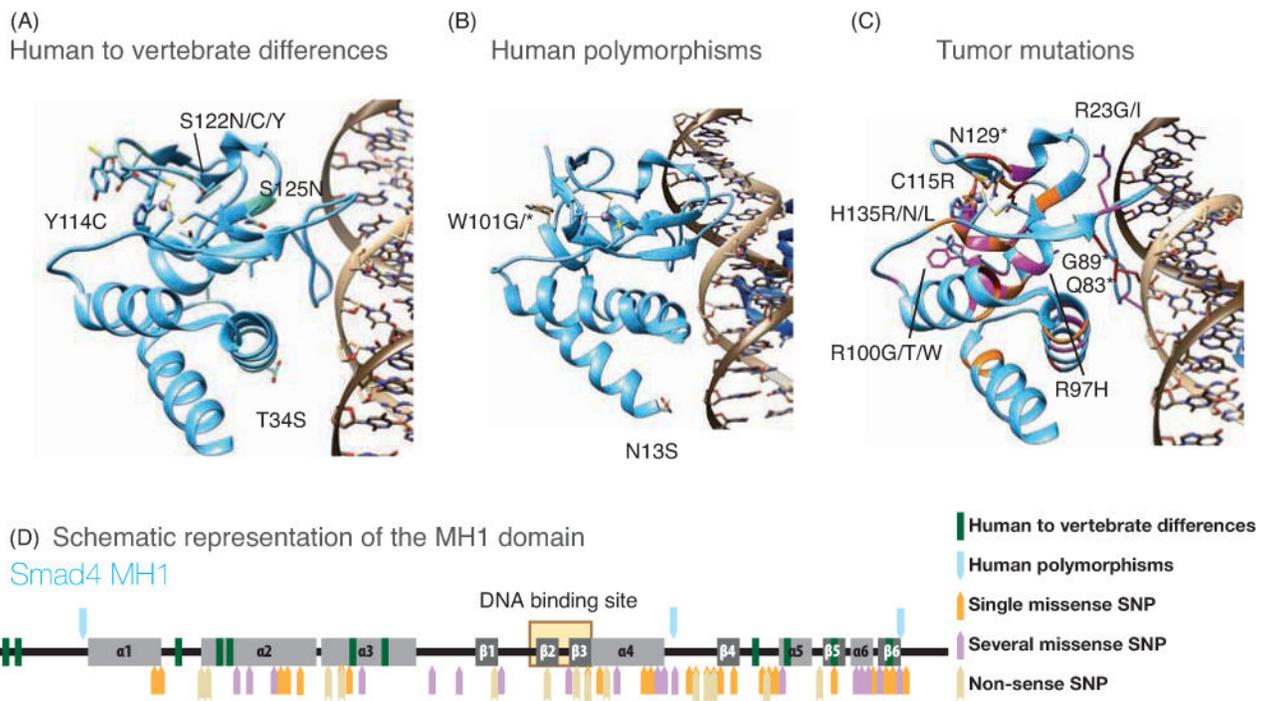 (A)
Human to vertebrate differences
S122N/C/Y
S125N
Y114C
T34S
(B)
Human polymorphisms
W101G/*
N13S
(C)
Tumor mutations
R23G/I
N129*
C115R
H135R/N/L
G89*
Q83*
R100G/T/W
R97H
(D) Schematic representation of the MH1 domain
Smad4 MH1
DNA binding site
α1
α2
α3
β1
β2
β3
α4
β4
α5
β5
α6
β6
Human to vertebrate differences
Human polymorphisms
Single missense SNP
Several missense SNP
Non-sense SNP